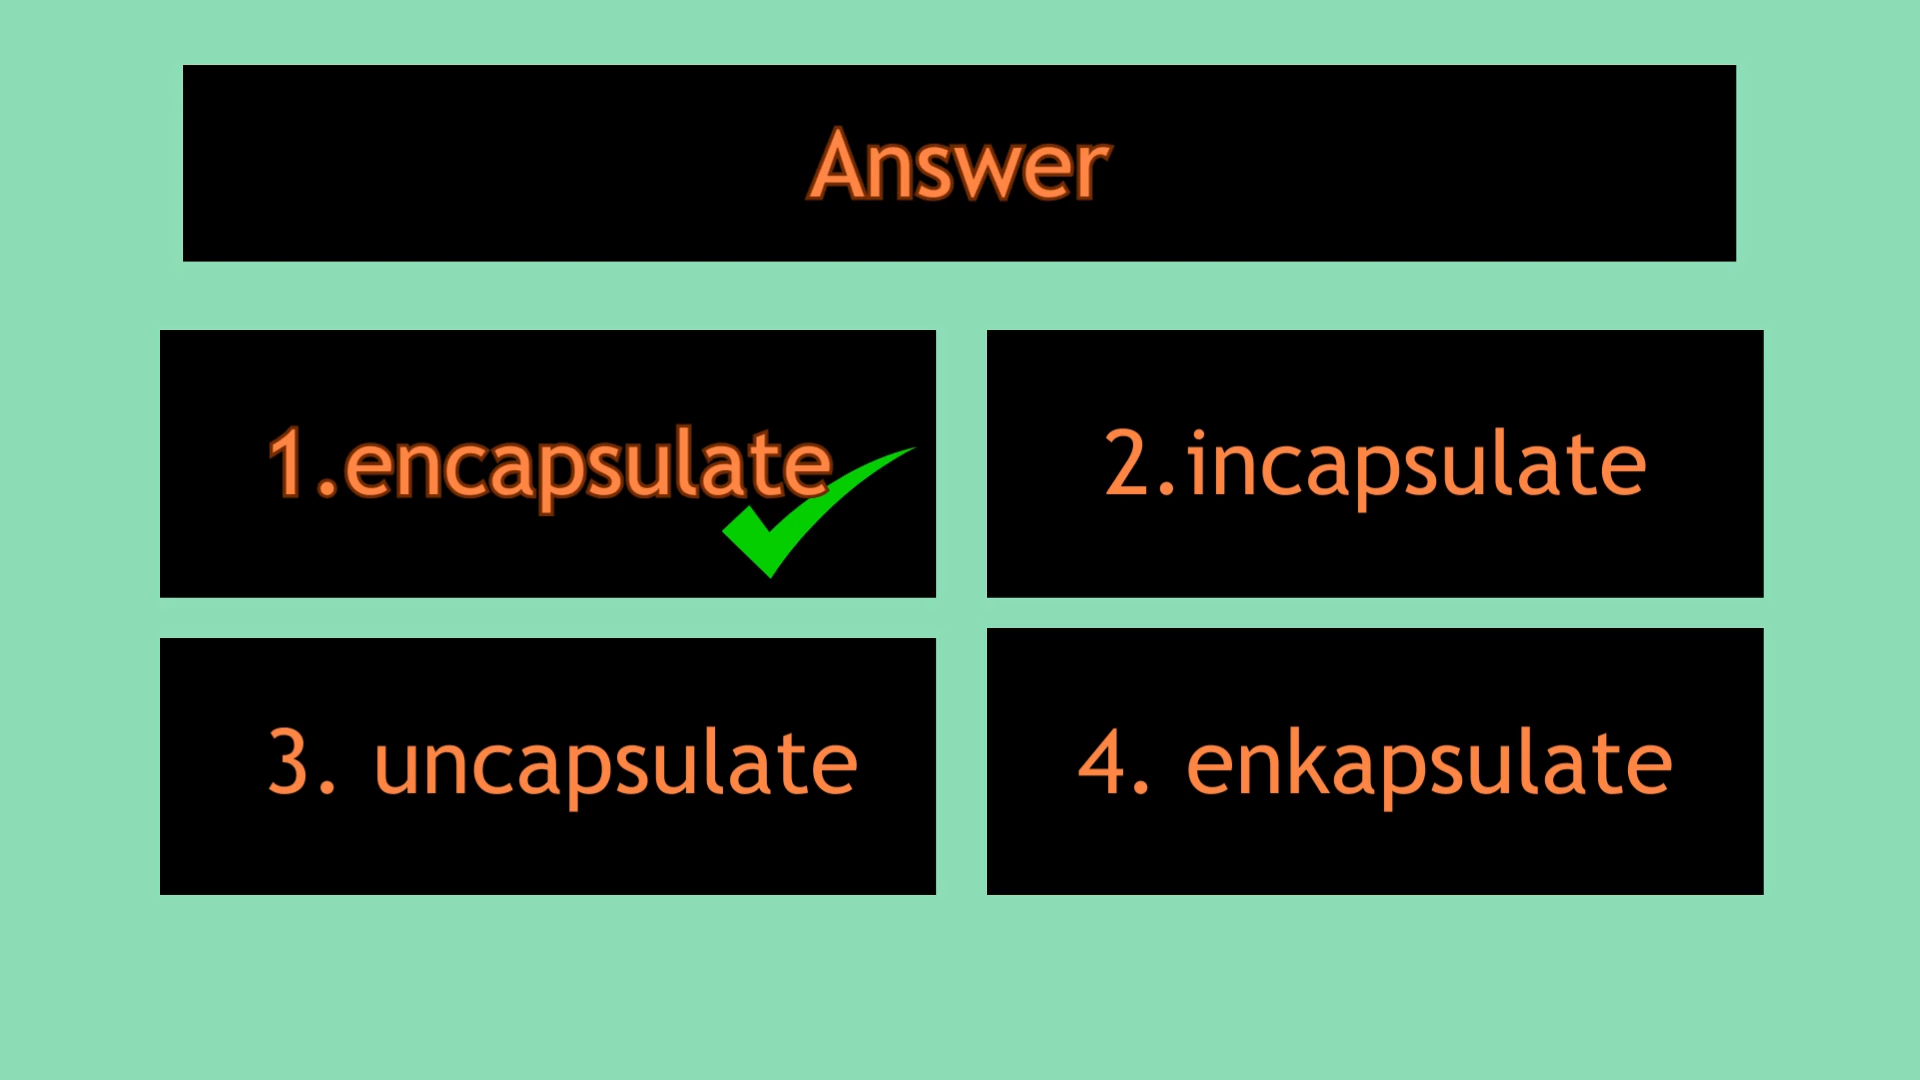 Answer
1.encapsulate
2.incapsulate
3. uncapsulate
4. enkapsulate